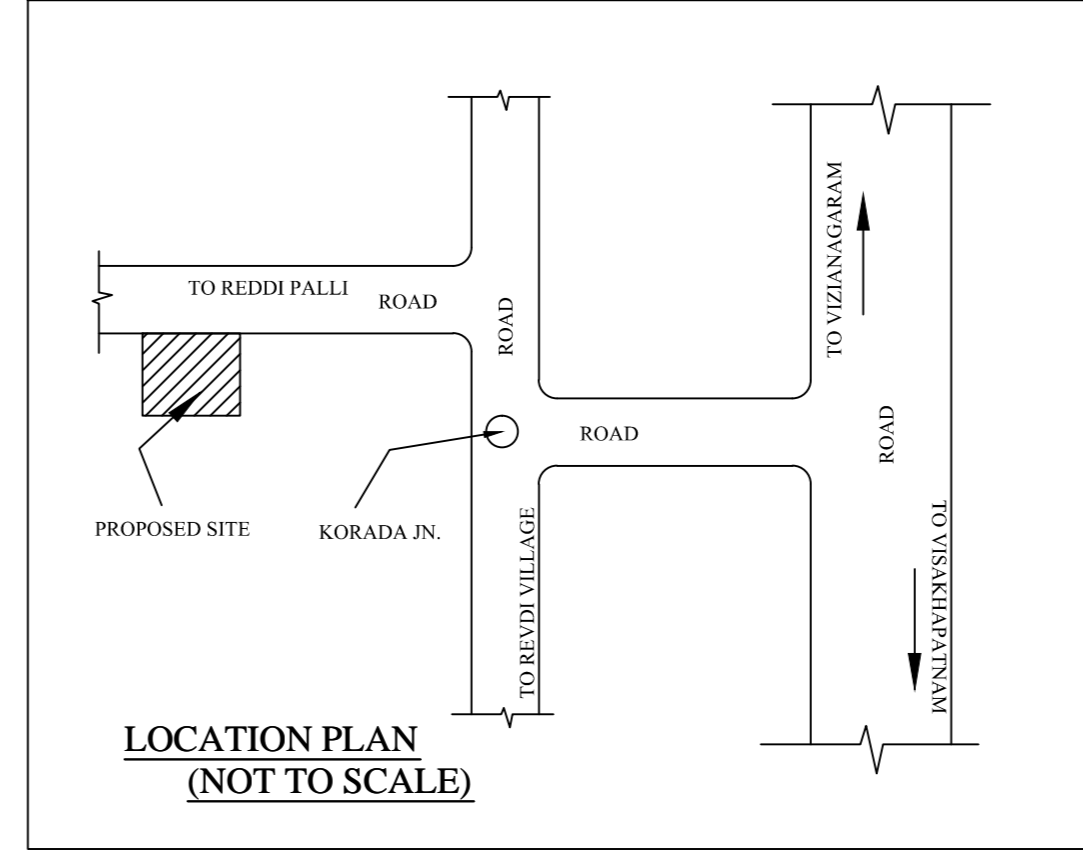 TO VIZIANAGARAM
TO REDDI PALLI
ROAD
ROAD
ROAD
ROAD
PROPOSED SITE
KORADA JN.
TO REVDI VILLAGE
TO VISAKHAPATNAM
LOCATION PLAN
(NOT TO SCALE)